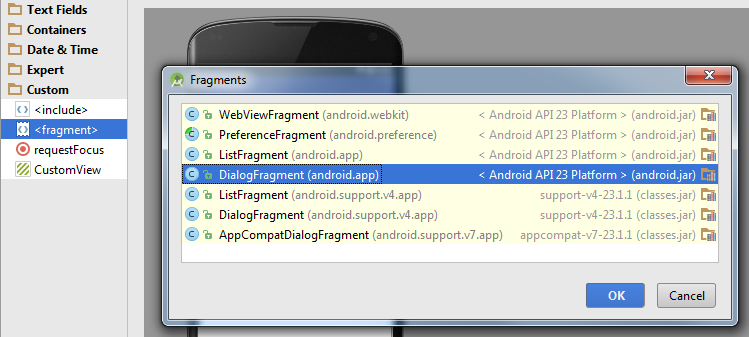 Text Fields
Containers
Date & Time
Expert
Custom
<include>
<fragment>
requestFocus
CustomView
Fragments
WebViewFragment (android.webkit) < Android API 23 Platform > (android.jar)
PreferenceFragment (android.preference) < Android API 23 Platform > (android.jar)
ListFragment (android.app) < Android API 23 Platform > (android.jar)
DialogFragment (android.app) < Android API 23 Platform > (android.jar)
ListFragment (android.support.v4.app) support-v4-23.1.1 (classes.jar)
DialogFragment (android.support.v4.app) support-v4-23.1.1 (classes.jar)
AppCompatDialogFragment (android.support.v7.app) appcompat-v7-23.1.1 (classes.jar)
OK Cancel